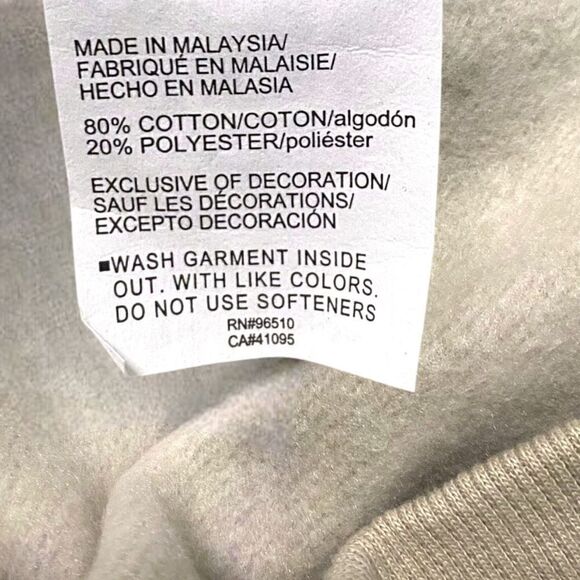 MADE IN MALAYSIA/
FABRIQUÉ EN MALAISIE/
HECHO EN MALASIA
80% COTTON/COTON/algodón
20% POLYESTER/poliéster
EXCLUSIVE OF DECORATION/
SAUF LES DÉCORATIONS/
EXCEPTO DECORACIÓN
■WASH GARMENT INSIDE
OUT. WITH LIKE COLORS.
DO NOT USE SOFTENERS
RN#96510
CA#41095